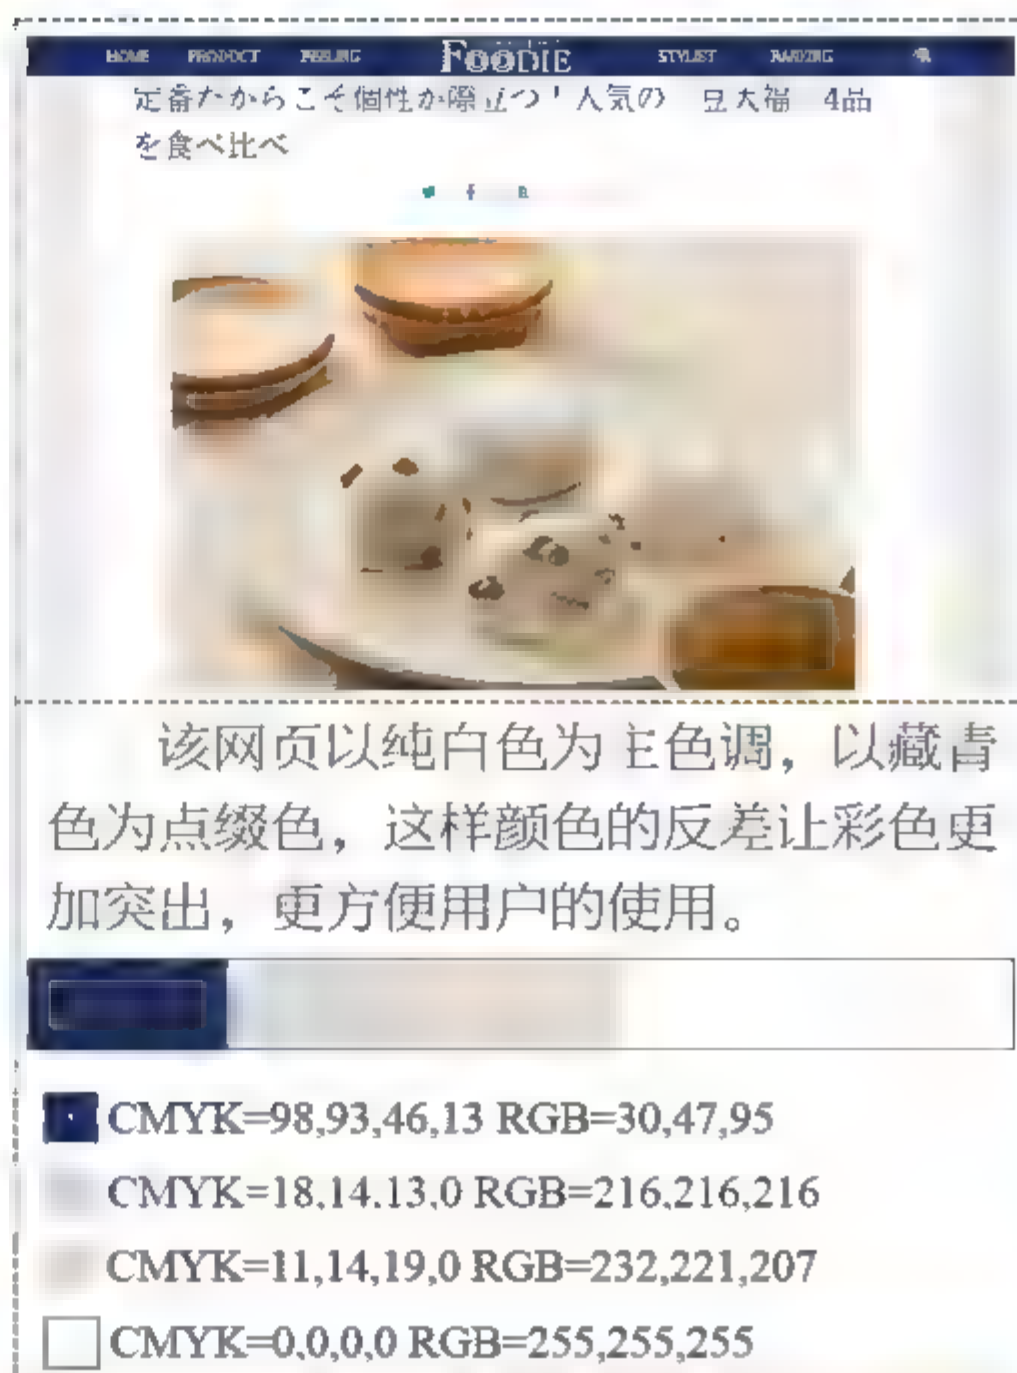 HOME PRODUCT FEELING FOODIE STYLIST RANKING
定番だからこそ個性が際立つ！人気の 豆大福 4品
を食べ比べ
该网页以纯白色为主色调，以藏青
色为点缀色，这样颜色的反差让彩色更
加突出，更方便用户的使用。
CMYK=98,93,46,13 RGB=30,47,95
CMYK=18,14,13,0 RGB=216,216,216
CMYK=11,14,19,0 RGB=232,221,207
CMYK=0,0,0,0 RGB=255,255,255